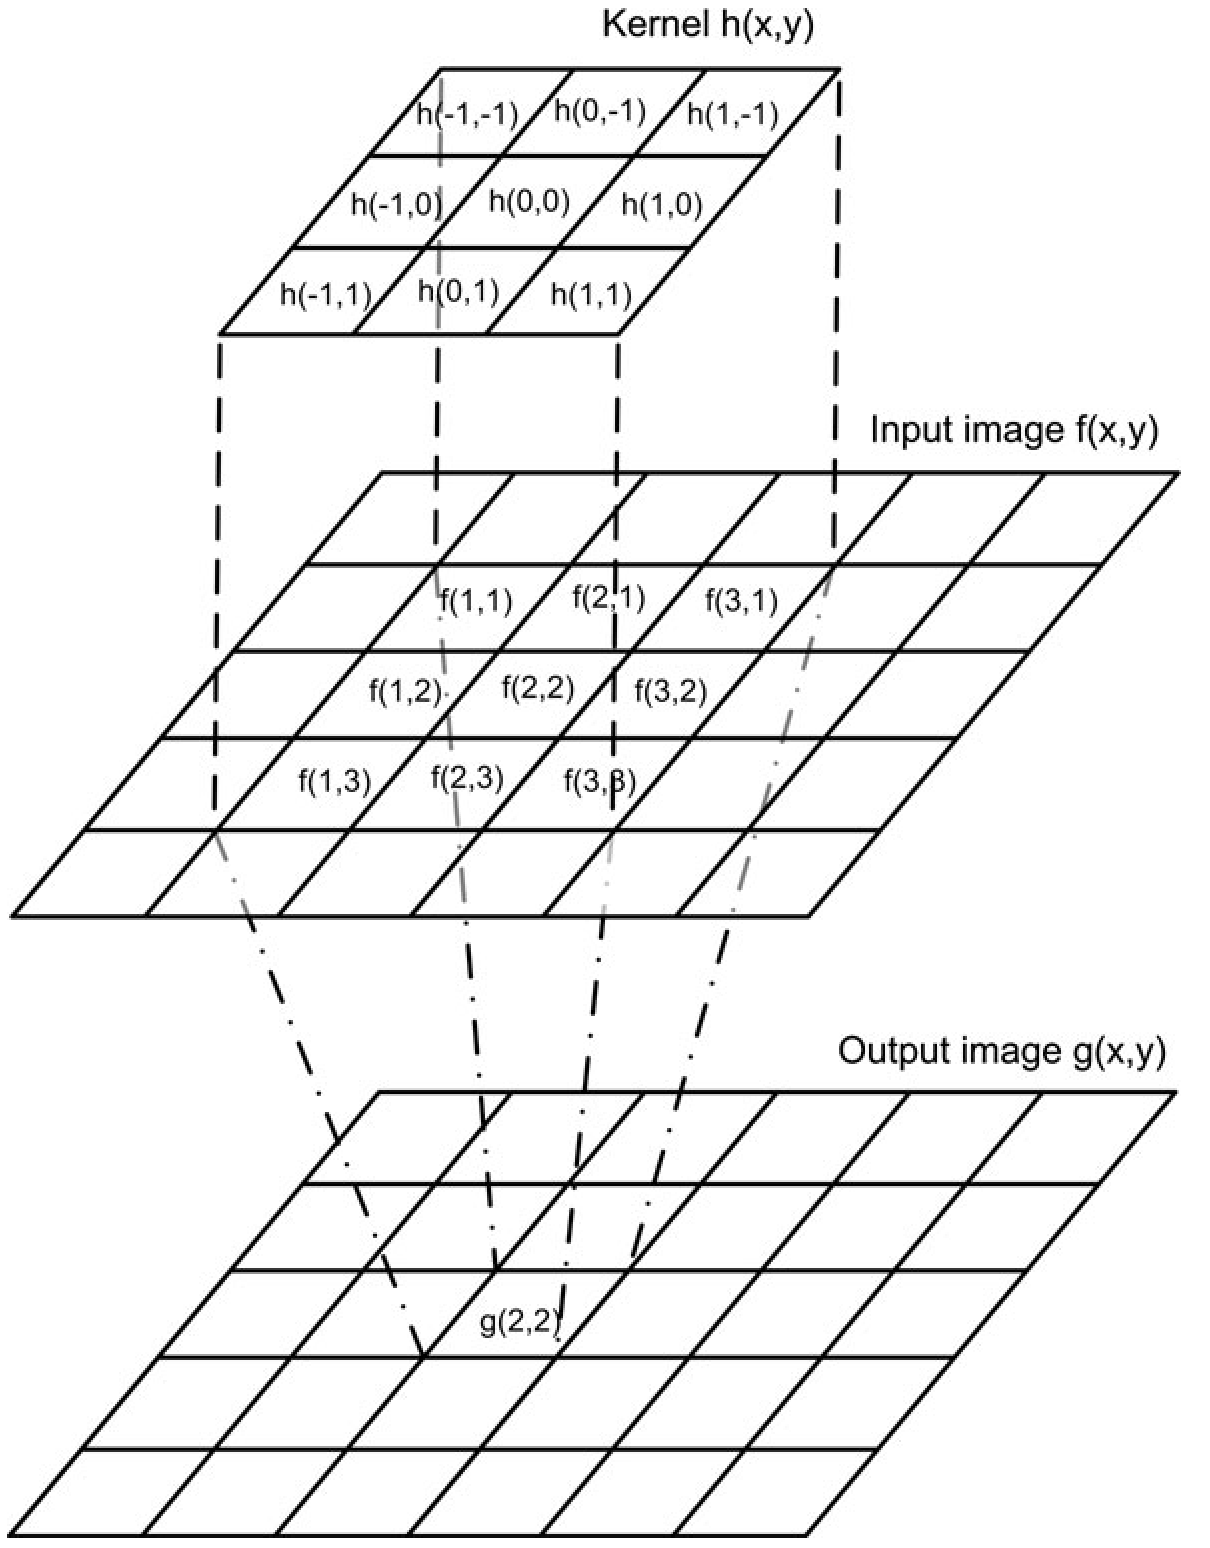 Kernel h(x,y)
h(-1,-1) h(0,-1) h(1,-1)
h(-1,0) h(0,0) h(1,0)
h(-1,1) h(0,1) h(1,1)
Input image f(x,y)
f(1,1) f(2,1) f(3,1)
f(1,2) f(2,2) f(3,2)
f(1,3) f(2,3) f(3,3)
Output image g(x,y)
g(2,2)